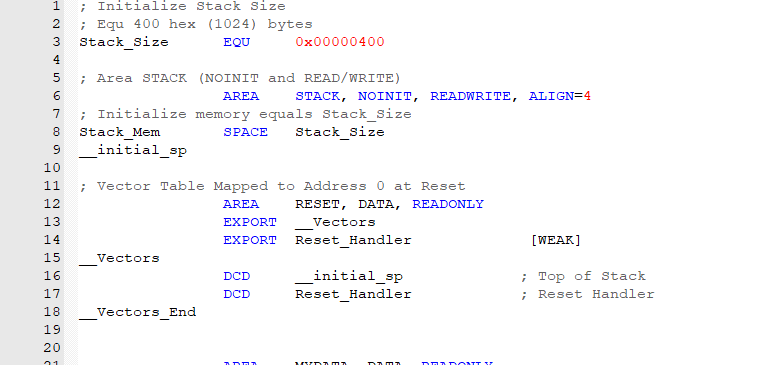 1 ; Initialize Stack Size
2 ; Equ 400 hex (1024) bytes
3 Stack_Size EQU 0x00000400
4
5 ; Area STACK (NOINIT and READ/WRITE)
6 AREA STACK, NOINIT, READWRITE, ALIGN=4
7 ; Initialize memory equals Stack_Size
8 Stack_Mem SPACE Stack_Size
9 __initial_sp
10
11 ; Vector Table Mapped to Address 0 at Reset
12 AREA RESET, DATA, READONLY
13 EXPORT __Vectors
14 EXPORT Reset_Handler [WEAK]
15 __Vectors
16 DCD __initial_sp ; Top of Stack
17 DCD Reset_Handler ; Reset Handler
18 __Vectors_End
19
20
21 AREA MYDATA, DATA, READONLY